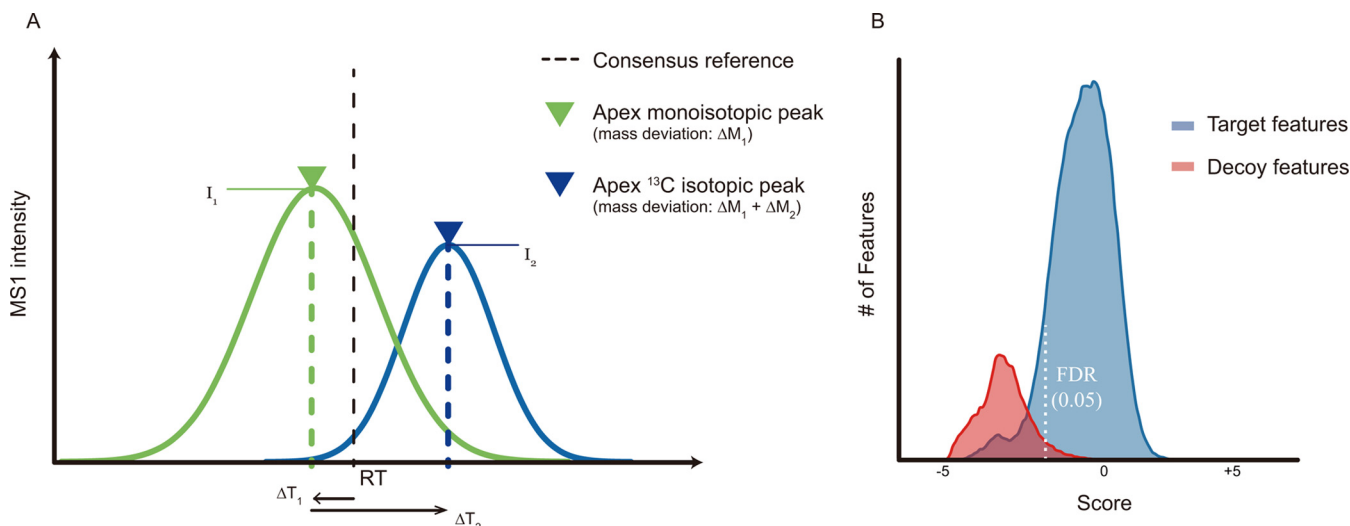 A
MS1 intensity
I₁
I₂
Consensus reference
Apex monoisotopic peak
(mass deviation: ΔM₁)
Apex ¹³C isotopic peak
(mass deviation: ΔM₁ + ΔM₂)
RT
ΔT₁
ΔT₂
B
# of Features
Target features
Decoy features
FDR
(0.05)
-5
0
+5
Score